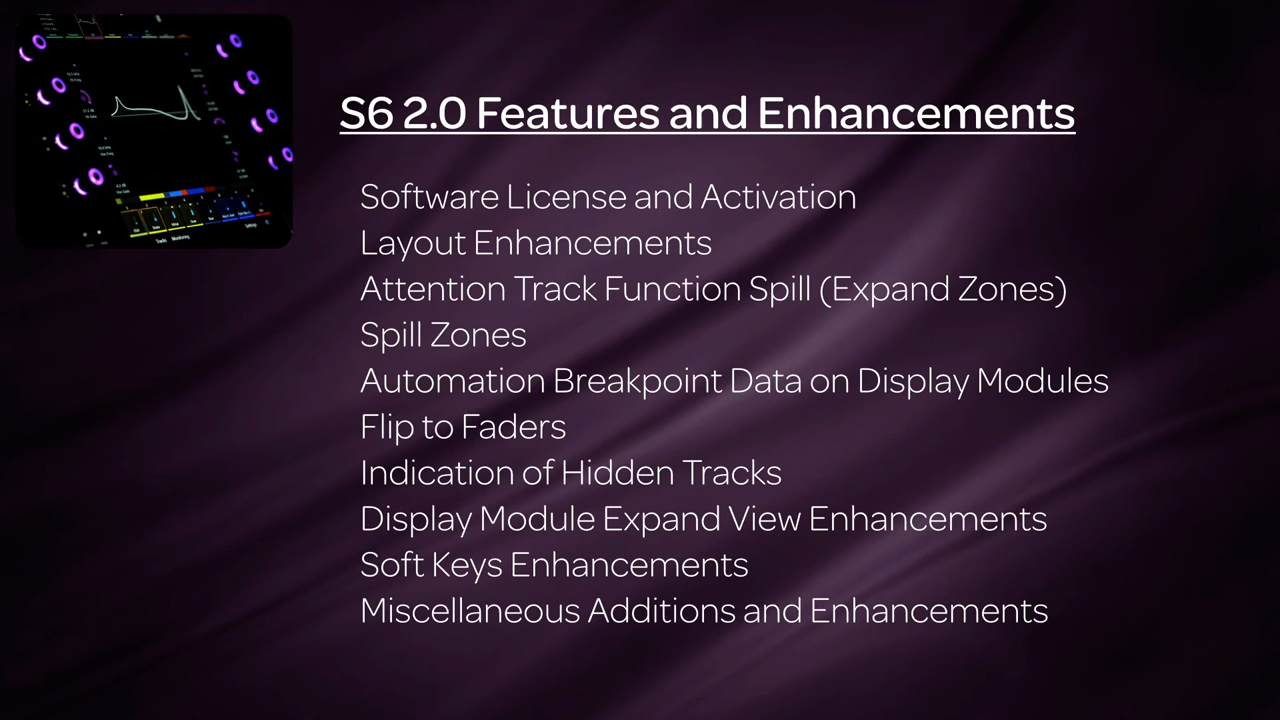 S6 2.0 Features and Enhancements
Software License and Activation
Layout Enhancements
Attention Track Function Spill (Expand Zones)
Spill Zones
Automation Breakpoint Data on Display Modules
Flip to Faders
Indication of Hidden Tracks
Display Module Expand View Enhancements
Soft Keys Enhancements
Miscellaneous Additions and Enhancements